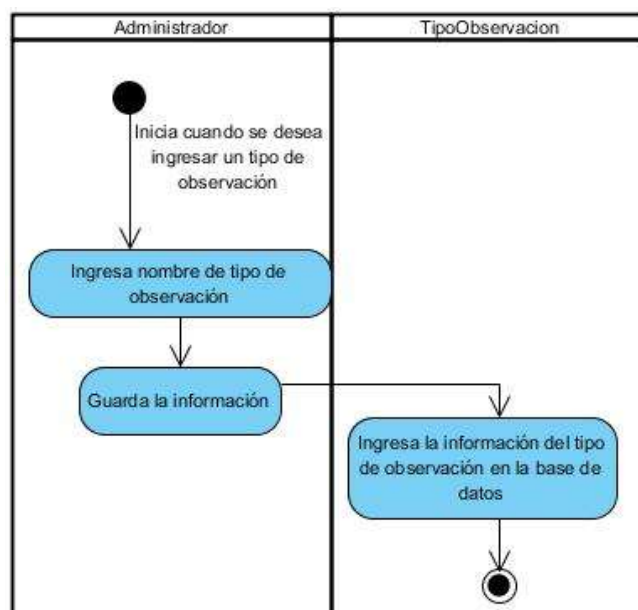 Administrador
TipoObservacion
Inicia cuando se desea
ingresar un tipo de
observación
Ingresa nombre de tipo de
observación
Guarda la información
Ingresa la información del tipo
de observación en la base de
datos